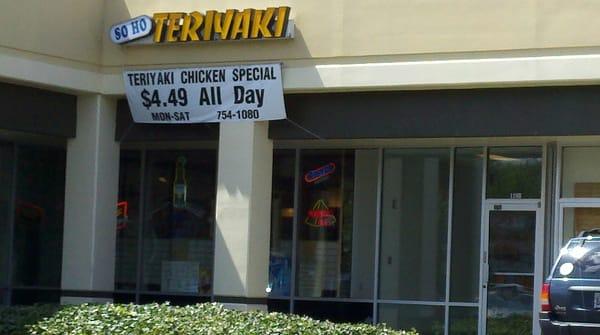 SO HO TERIYAKI
TERIYAKI CHICKEN SPECIAL
$4.49 All Day
MON-SAT 754-1080